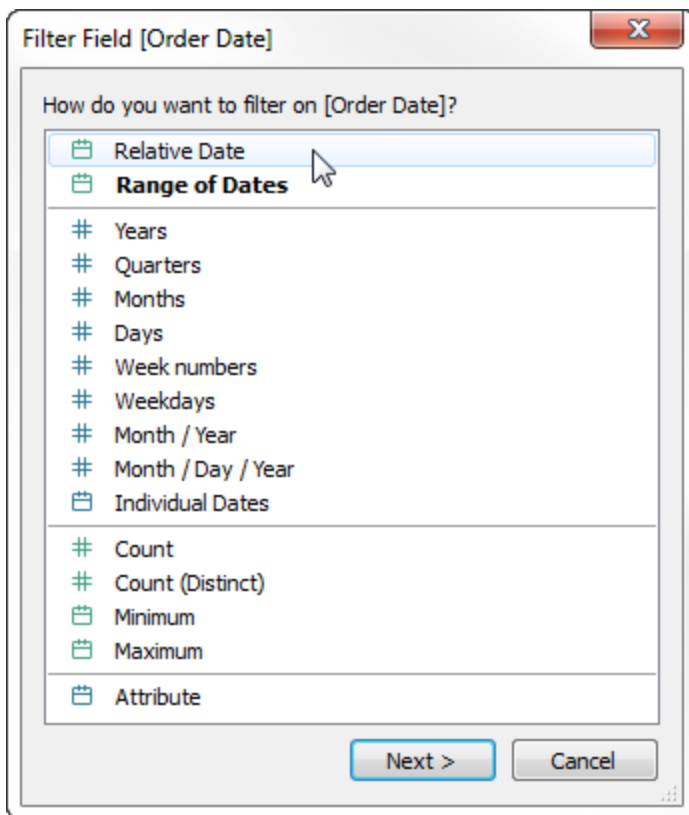 Filter Field [Order Date]
How do you want to filter on [Order Date]?
Relative Date
Range of Dates
Years
Quarters
Months
Days
Week numbers
Weekdays
Month / Year
Month / Day / Year
Individual Dates
Count
Count (Distinct)
Minimum
Maximum
Attribute
Next > Cancel